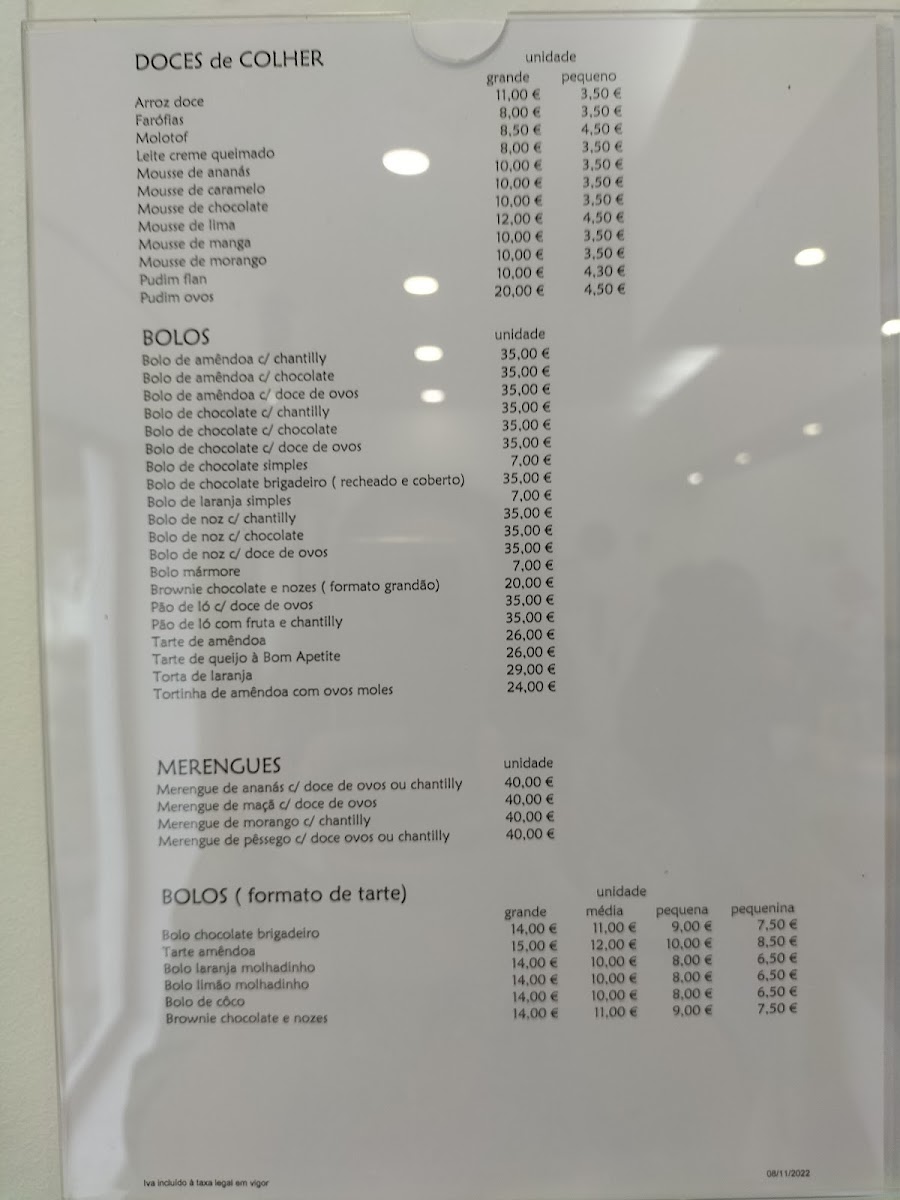 DOCES de COLHER unidade
grande pequeno
Arroz doce 11,00 € 3,50 €
Farófias 8,00 € 3,50 €
Molotof 8,50 € 4,50 €
Leite creme queimado 8,00 € 3,50 €
Mousse de ananás 10,00 € 3,50 €
Mousse de caramelo 10,00 € 3,50 €
Mousse de chocolate 10,00 € 3,50 €
Mousse de lima 12,00 € 4,50 €
Mousse de manga 10,00 € 3,50 €
Mousse de morango 10,00 € 3,50 €
Pudim flan 10,00 € 4,30 €
Pudim ovos 20,00 € 4,50 €
BOLOS unidade
Bolo de amêndoa c/ chantilly 35,00 €
Bolo de amêndoa c/ chocolate 35,00 €
Bolo de amêndoa c/ doce de ovos 35,00 €
Bolo de chocolate c/ chantilly 35,00 €
Bolo de chocolate c/ chocolate 35,00 €
Bolo de chocolate c/ doce de ovos 35,00 €
Bolo de chocolate simples 7,00 €
Bolo de chocolate brigadeiro ( recheado e coberto) 35,00 €
Bolo de laranja simples 7,00 €
Bolo de noz c/ chantilly 35,00 €
Bolo de noz c/ chocolate 35,00 €
Bolo de noz c/ doce de ovos 35,00 €
Bolo mármore 7,00 €
Brownie chocolate e nozes ( formato grandão) 20,00 €
Pão de ló c/ doce de ovos 35,00 €
Pão de ló com fruta e chantilly 35,00 €
Tarte de amêndoa 26,00 €
Tarte de queijo à Bom Apetite 26,00 €
Torta de laranja 29,00 €
Tortinha de amêndoa com ovos moles 24,00 €
MERENGUES unidade
Merengue de ananás c/ doce de ovos ou chantilly 40,00 €
Merengue de maçã c/ doce de ovos 40,00 €
Merengue de morango c/ chantilly 40,00 €
Merengue de pêssego c/ doce ovos ou chantilly 40,00 €
BOLOS ( formato de tarte) unidade
grande média pequena pequenina
Bolo chocolate brigadeiro 14,00 € 11,00 € 9,00 € 7,50 €
Tarte amêndoa 15,00 € 12,00 € 10,00 € 8,50 €
Bolo laranja molhadinho 14,00 € 10,00 € 8,00 € 6,50 €
Bolo limão molhadinho 14,00 € 10,00 € 8,00 € 6,50 €
Bolo de côco 14,00 € 10,00 € 8,00 € 6,50 €
Brownie chocolate e nozes 14,00 € 11,00 € 9,00 € 7,50 €
Iva incluído à taxa legal em vigor 08/11/2022